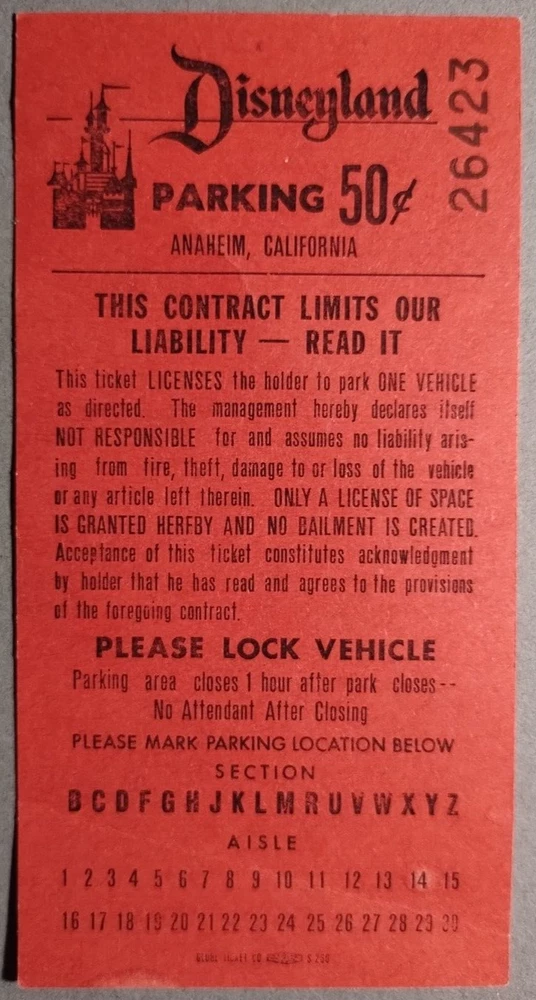 Disneyland
26423
PARKING 50¢
ANAHEIM, CALIFORNIA
THIS CONTRACT LIMITS OUR
LIABILITY — READ IT
This ticket LICENSES the holder to park ONE VEHICLE
as directed. The management hereby declares itself
NOT RESPONSIBLE for and assumes no liability aris-
ing from fire, theft, damage to or loss of the vehicle
or any article left therein. ONLY A LICENSE OF SPACE
IS GRANTED HEREBY AND NO BAILMENT IS CREATED.
Acceptance of this ticket constitutes acknowledgment
by holder that he has read and agrees to the provisions
of the foregoing contract.
PLEASE LOCK VEHICLE
Parking area closes 1 hour after park closes--
No Attendant After Closing
PLEASE MARK PARKING LOCATION BELOW
SECTION
B C D F G H J K L M R U V W X Y Z
AISLE
1 2 3 4 5 6 7 8 9 10 11 12 13 14 15
16 17 18 19 20 21 22 23 24 25 26 27 28 29 30
GLOBE TICKET CO